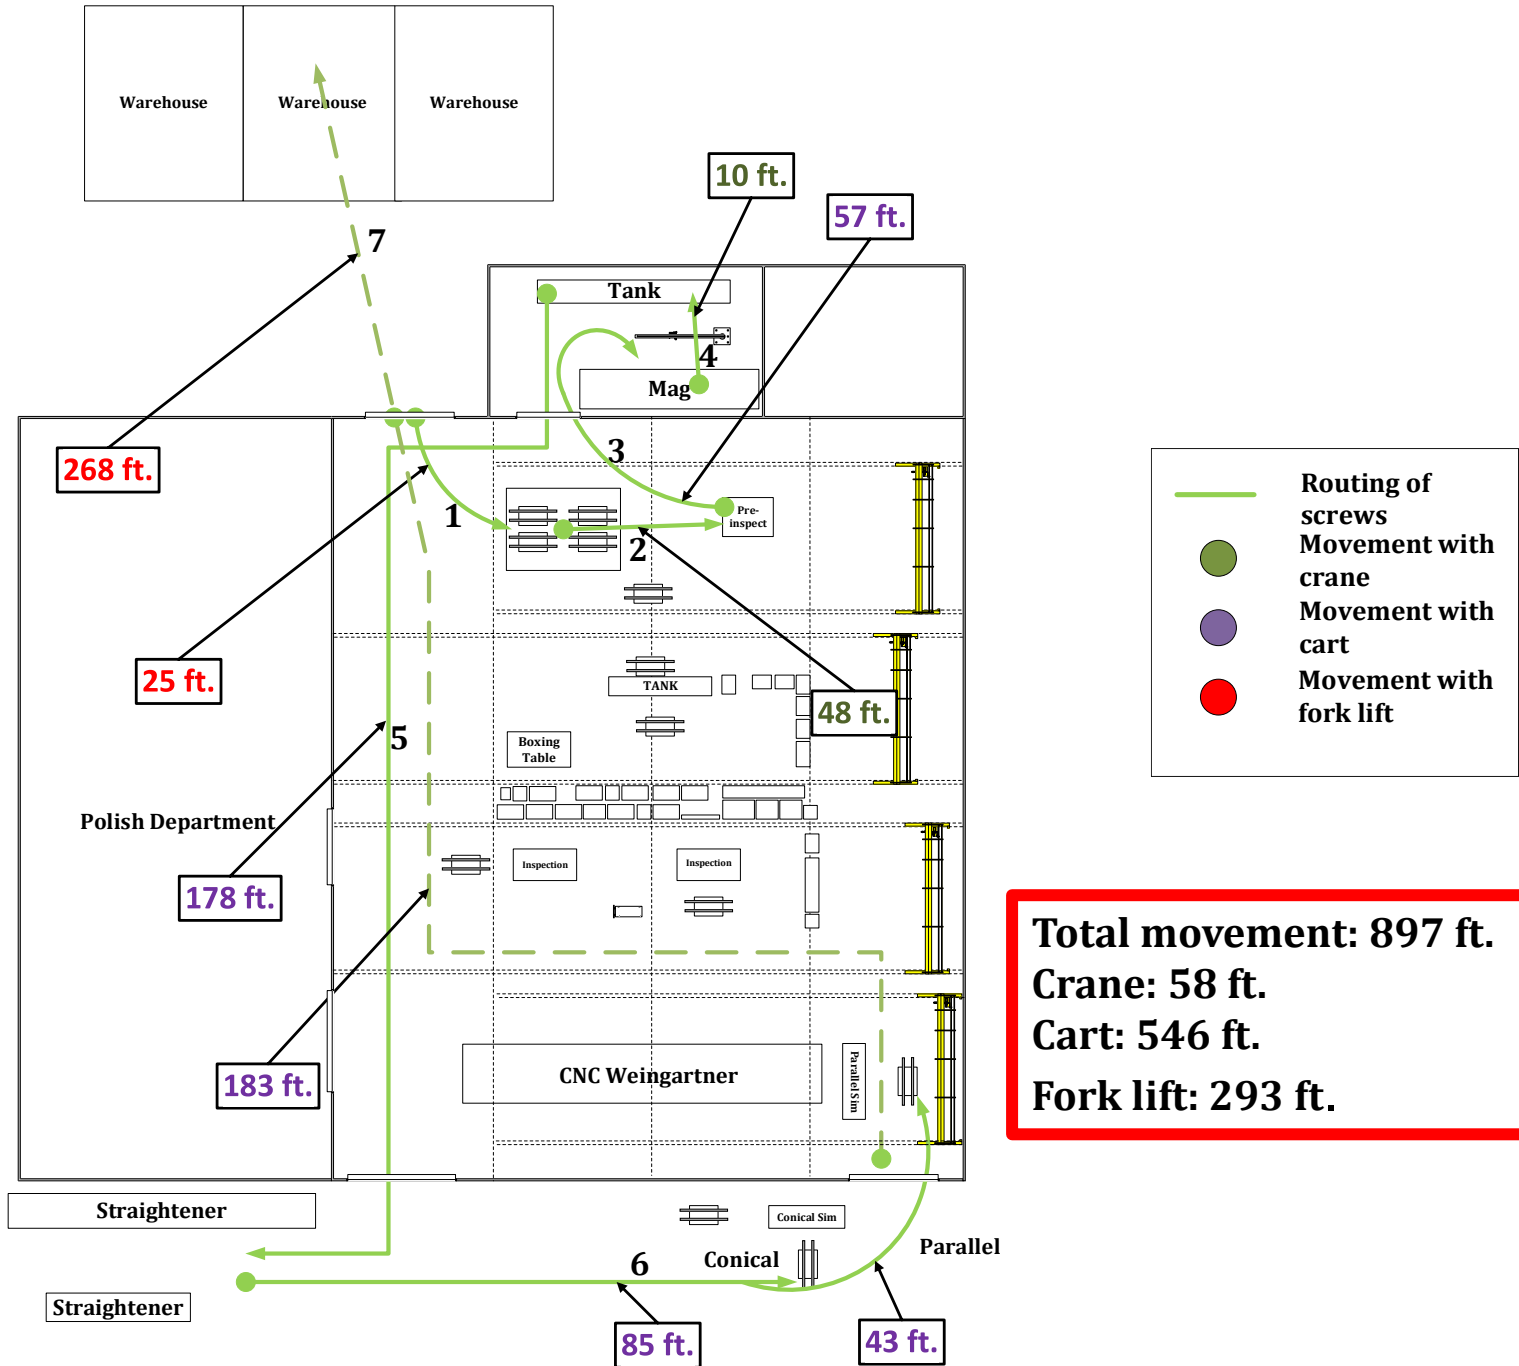 Warehouse
Warehouse
Warehouse
10 ft.
57 ft.
7
Tank
4
Mag
268 ft.
3
1
2
Pre-
inspect
Routing of
screws
Movement with
crane
Movement with
cart
Movement with
fork lift
25 ft.
TANK
48 ft.
5
Boxing
Table
Polish Department
Inspection
Inspection
178 ft.
Total movement: 897 ft.
Crane: 58 ft.
Cart: 546 ft.
Fork lift: 293 ft.
183 ft.
CNC Weingartner
Parallel Sim
Straightener
Conical Sim
Parallel
6
Conical
Straightener
85 ft.
43 ft.